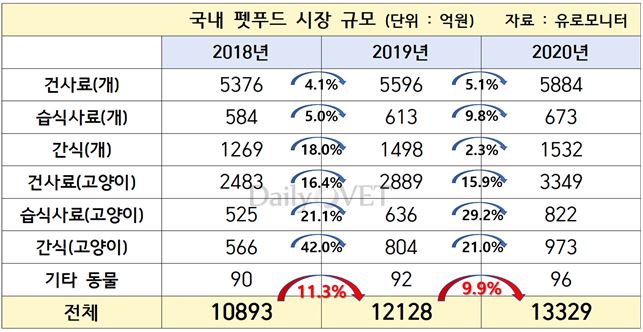 국내 펫푸드 시장 규모 (단위 : 억원) 자료 : 유로모니터
2018년 2019년 2020년
건사료(개) 5376 4.1% 5596 5.1% 5884
습식사료(개) 584 5.0% 613 9.8% 673
간식(개) 1269 18.0% 1498 2.3% 1532
건사료(고양이) 2483 16.4% 2889 15.9% 3349
습식사료(고양이) 525 21.1% 636 29.2% 822
간식(고양이) 566 42.0% 804 21.0% 973
기타 동물 90 92 96
전체 10893 11.3% 12128 9.9% 13329